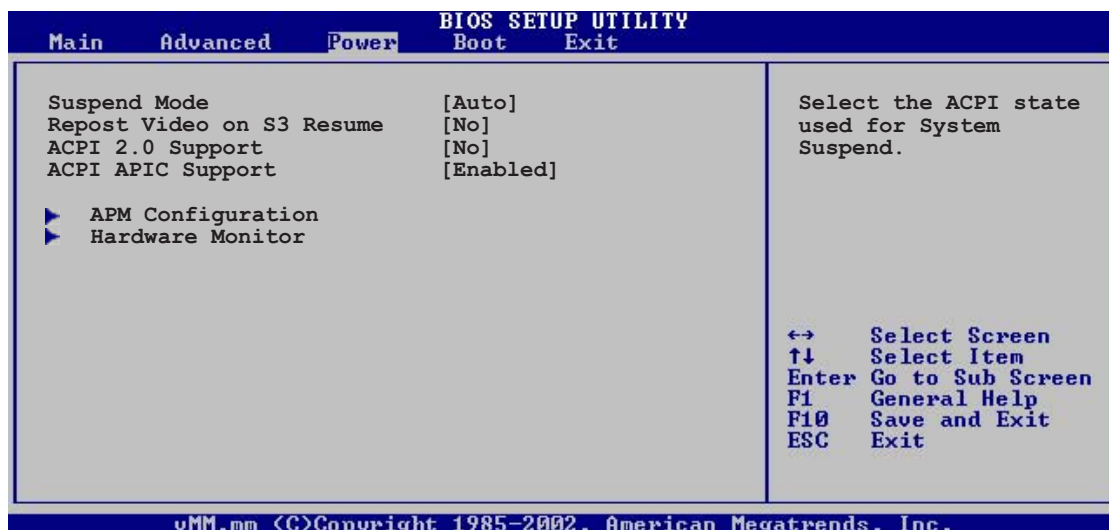 BIOS SETUP UTILITY
Main Advanced Power Boot Exit
Suspend Mode [Auto]
Repost Video on S3 Resume [No]
ACPI 2.0 Support [No]
ACPI APIC Support [Enabled]
APM Configuration
Hardware Monitor
Select the ACPI state
used for System
Suspend.
↔ Select Screen
↑↓ Select Item
Enter Go to Sub Screen
F1 General Help
F10 Save and Exit
ESC Exit
vMM.mm (C)Copyright 1985-2002, American Megatrends, Inc.